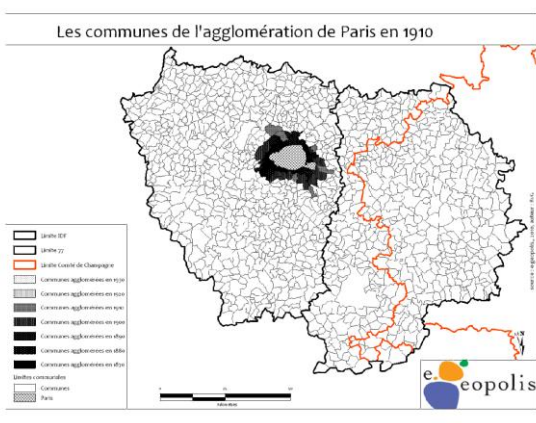 Les communes de l'agglomération de Paris en 1910
Limite IDF
Limite 77
Limite Comté de Champagne
Communes agglomérées en 1930
Communes agglomérées en 1920
Communes agglomérées en 1910
Communes agglomérées en 1900
Communes agglomérées en 1890
Communes agglomérées en 1880
Communes agglomérées en 1870
Limites communales
Communes
Paris
N
e.
eopolis